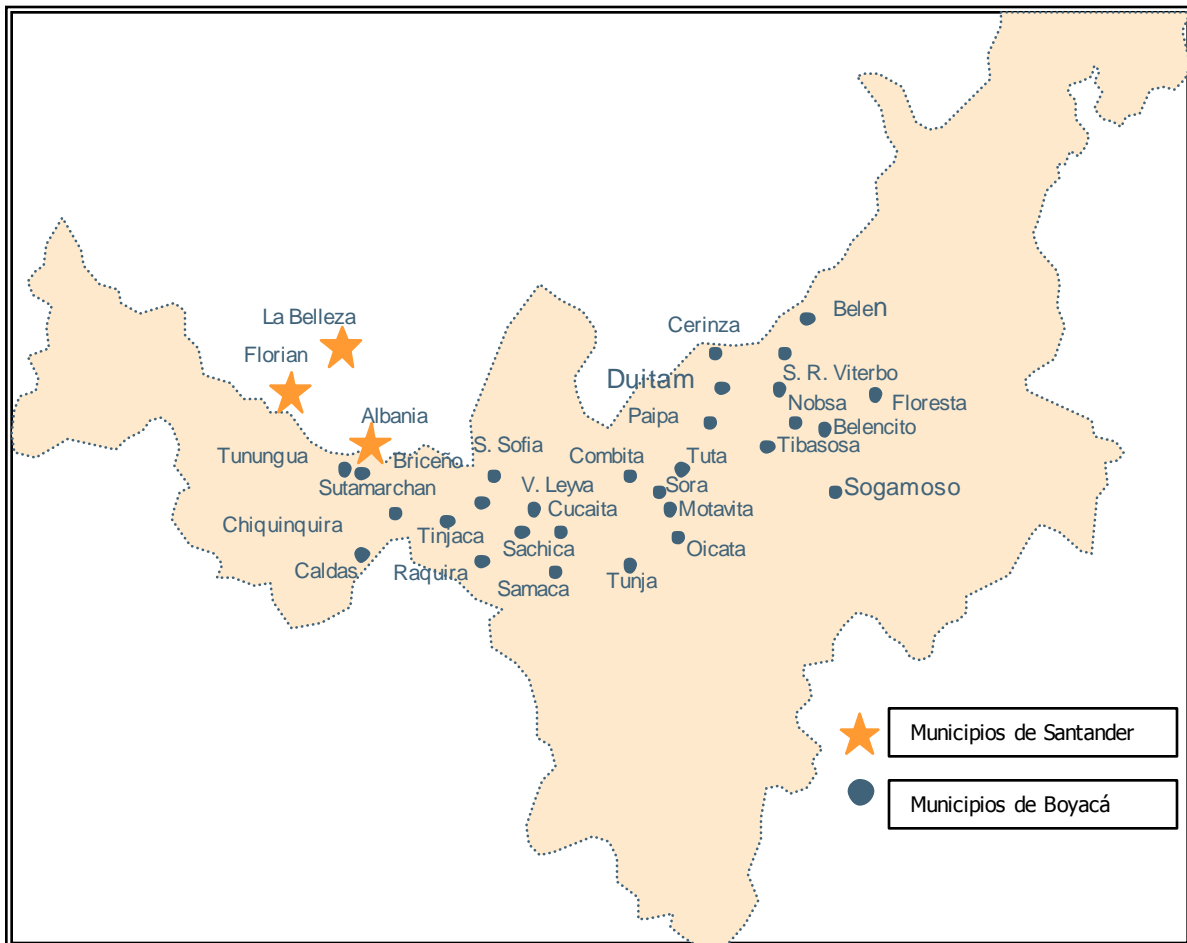 Belen
La Belleza
Cerinza
Florian
Duitam
S. R. Viterbo
Nobsa
Floresta
Albania
Paipa
Belencito
Tibasosa
S. Sofia
Tunungua
Briceño
Combita
Tuta
Sutamarchan
V. Leyva
Sora
Sogamoso
Chiquinquira
Tinjaca
Cucaita
Motavita
Sachica
Oicata
Caldas
Raquira
Samaca
Tunja
Municipios de Santander
Municipios de Boyacá